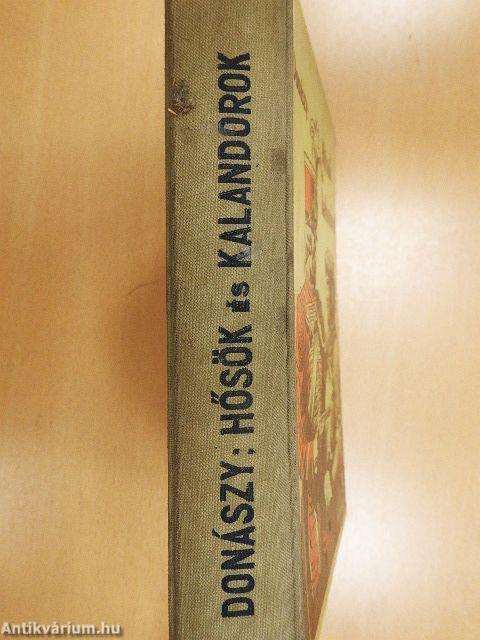 DONÁSZY: HŐSÖK és KALANDOROK
Antikvárium.hu